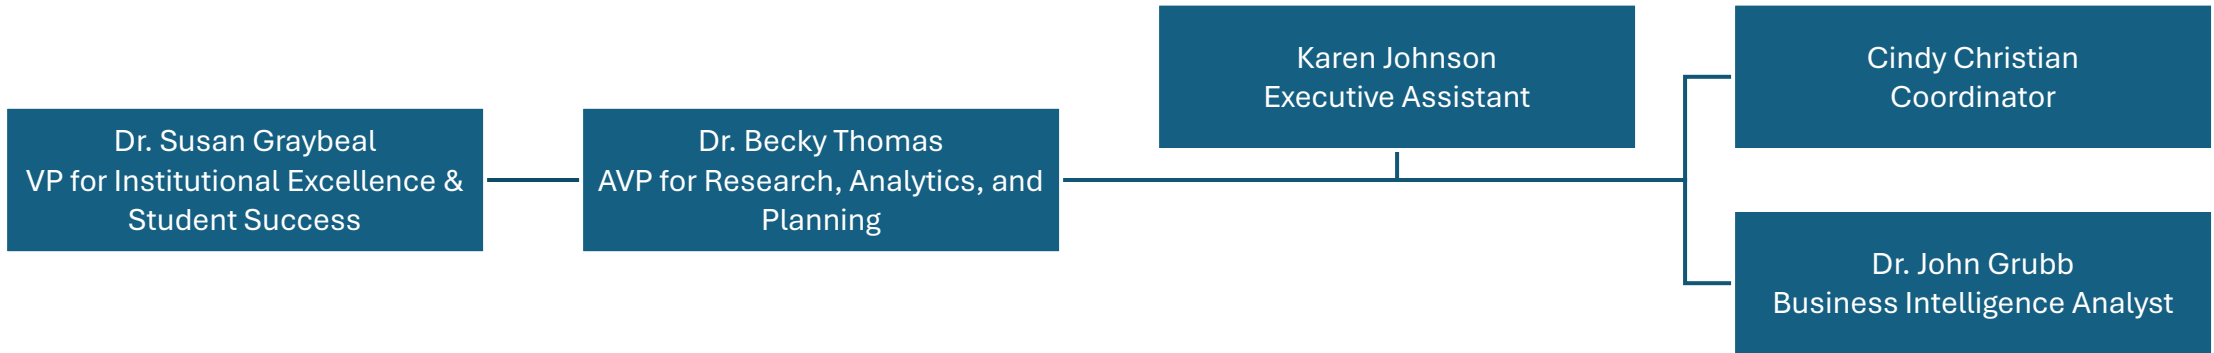 Dr. Susan Graybeal
VP for Institutional Excellence &
Student Success
Dr. Becky Thomas
AVP for Research, Analytics, and
Planning
Karen Johnson
Executive Assistant
Cindy Christian
Coordinator
Dr. John Grubb
Business Intelligence Analyst